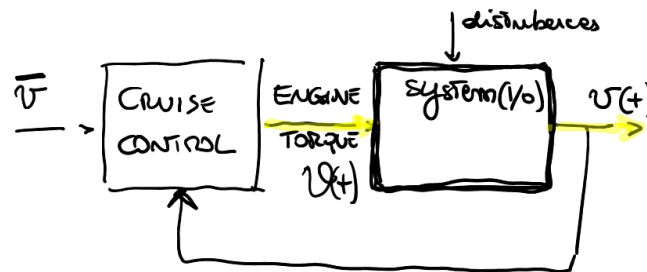 disturbances
v̅
CRUISE
CONTROL
ENGINE
TORQUE
system (I/O)
v(t)